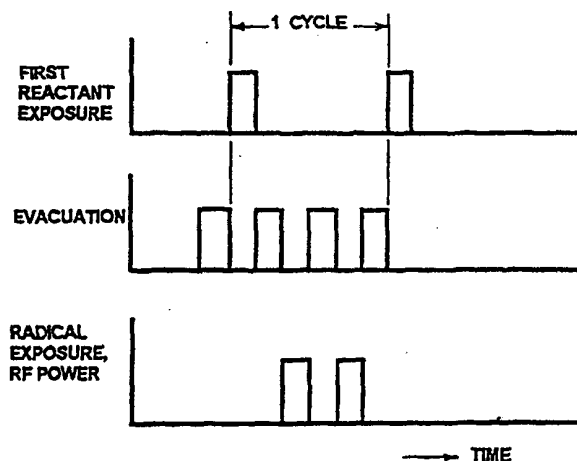 1 CYCLE
FIRST
REACTANT
EXPOSURE
EVACUATION
RADICAL
EXPOSURE,
RF POWER
TIME